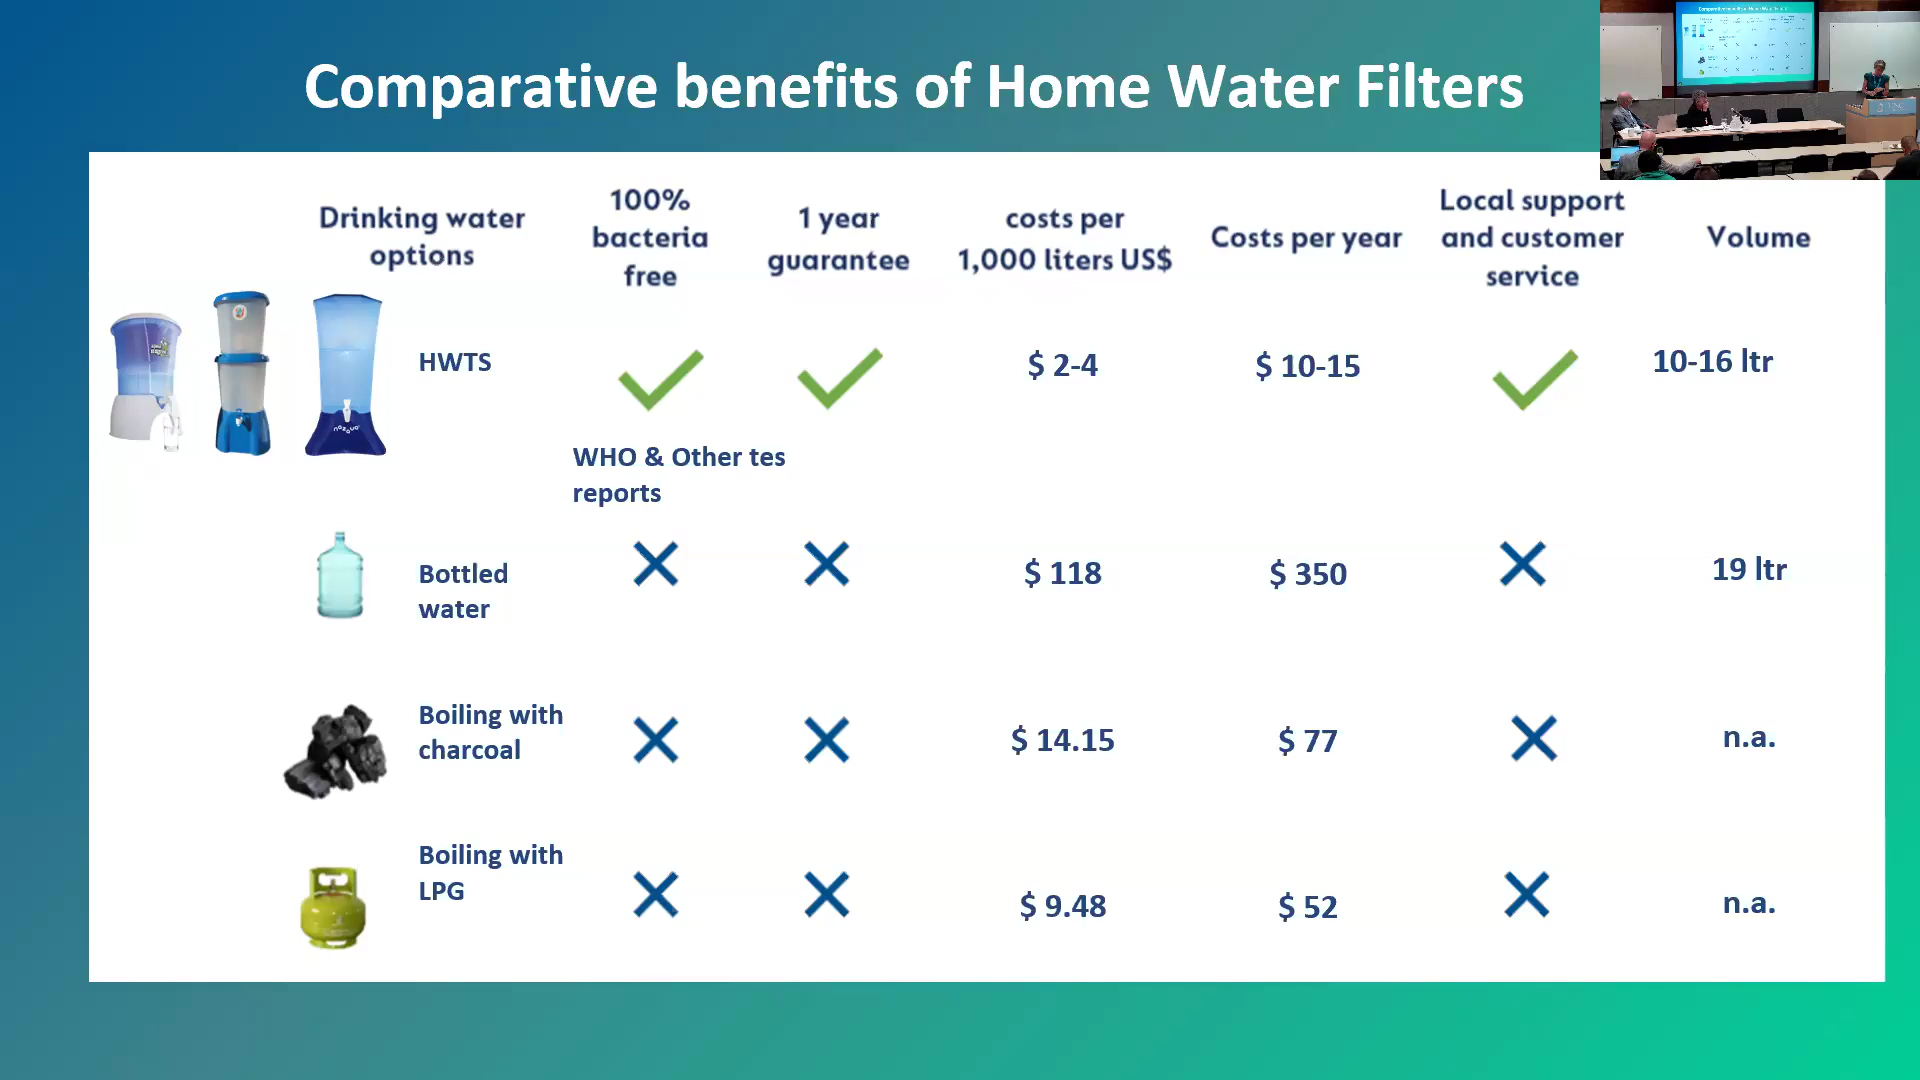 Comparative benefits of Home Water Filters
Drinking water
options
100%
bacteria
free
1 year
guarantee
costs per
1,000 liters US$
Costs per year
Local support
and customer
service
Volume
HWTS
$ 2-4
$ 10-15
10-16 ltr
WHO & Other tes
reports
Bottled
water
$ 118
$ 350
19 ltr
Boiling with
charcoal
$ 14.15
$ 77
n.a.
Boiling with
LPG
$ 9.48
$ 52
n.a.
nazava